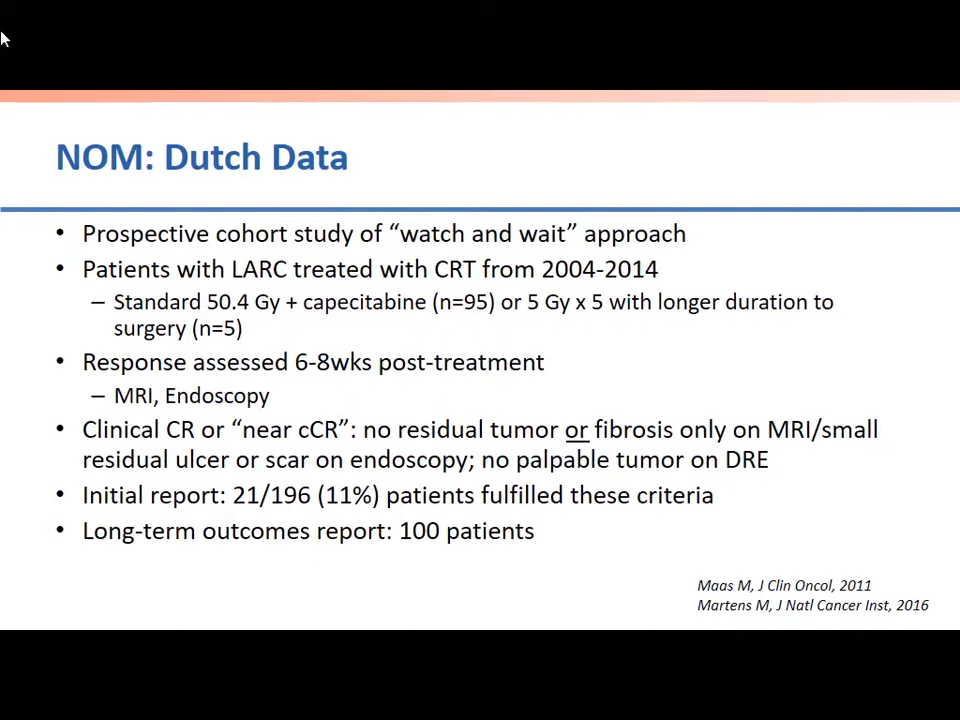 NOM: Dutch Data
• Prospective cohort study of “watch and wait” approach
• Patients with LARC treated with CRT from 2004-2014
– Standard 50.4 Gy + capecitabine (n=95) or 5 Gy x 5 with longer duration to
surgery (n=5)
• Response assessed 6-8wks post-treatment
– MRI, Endoscopy
• Clinical CR or “near cCR”: no residual tumor or fibrosis only on MRI/small
residual ulcer or scar on endoscopy; no palpable tumor on DRE
• Initial report: 21/196 (11%) patients fulfilled these criteria
• Long-term outcomes report: 100 patients
Maas M, J Clin Oncol, 2011
Martens M, J Natl Cancer Inst, 2016